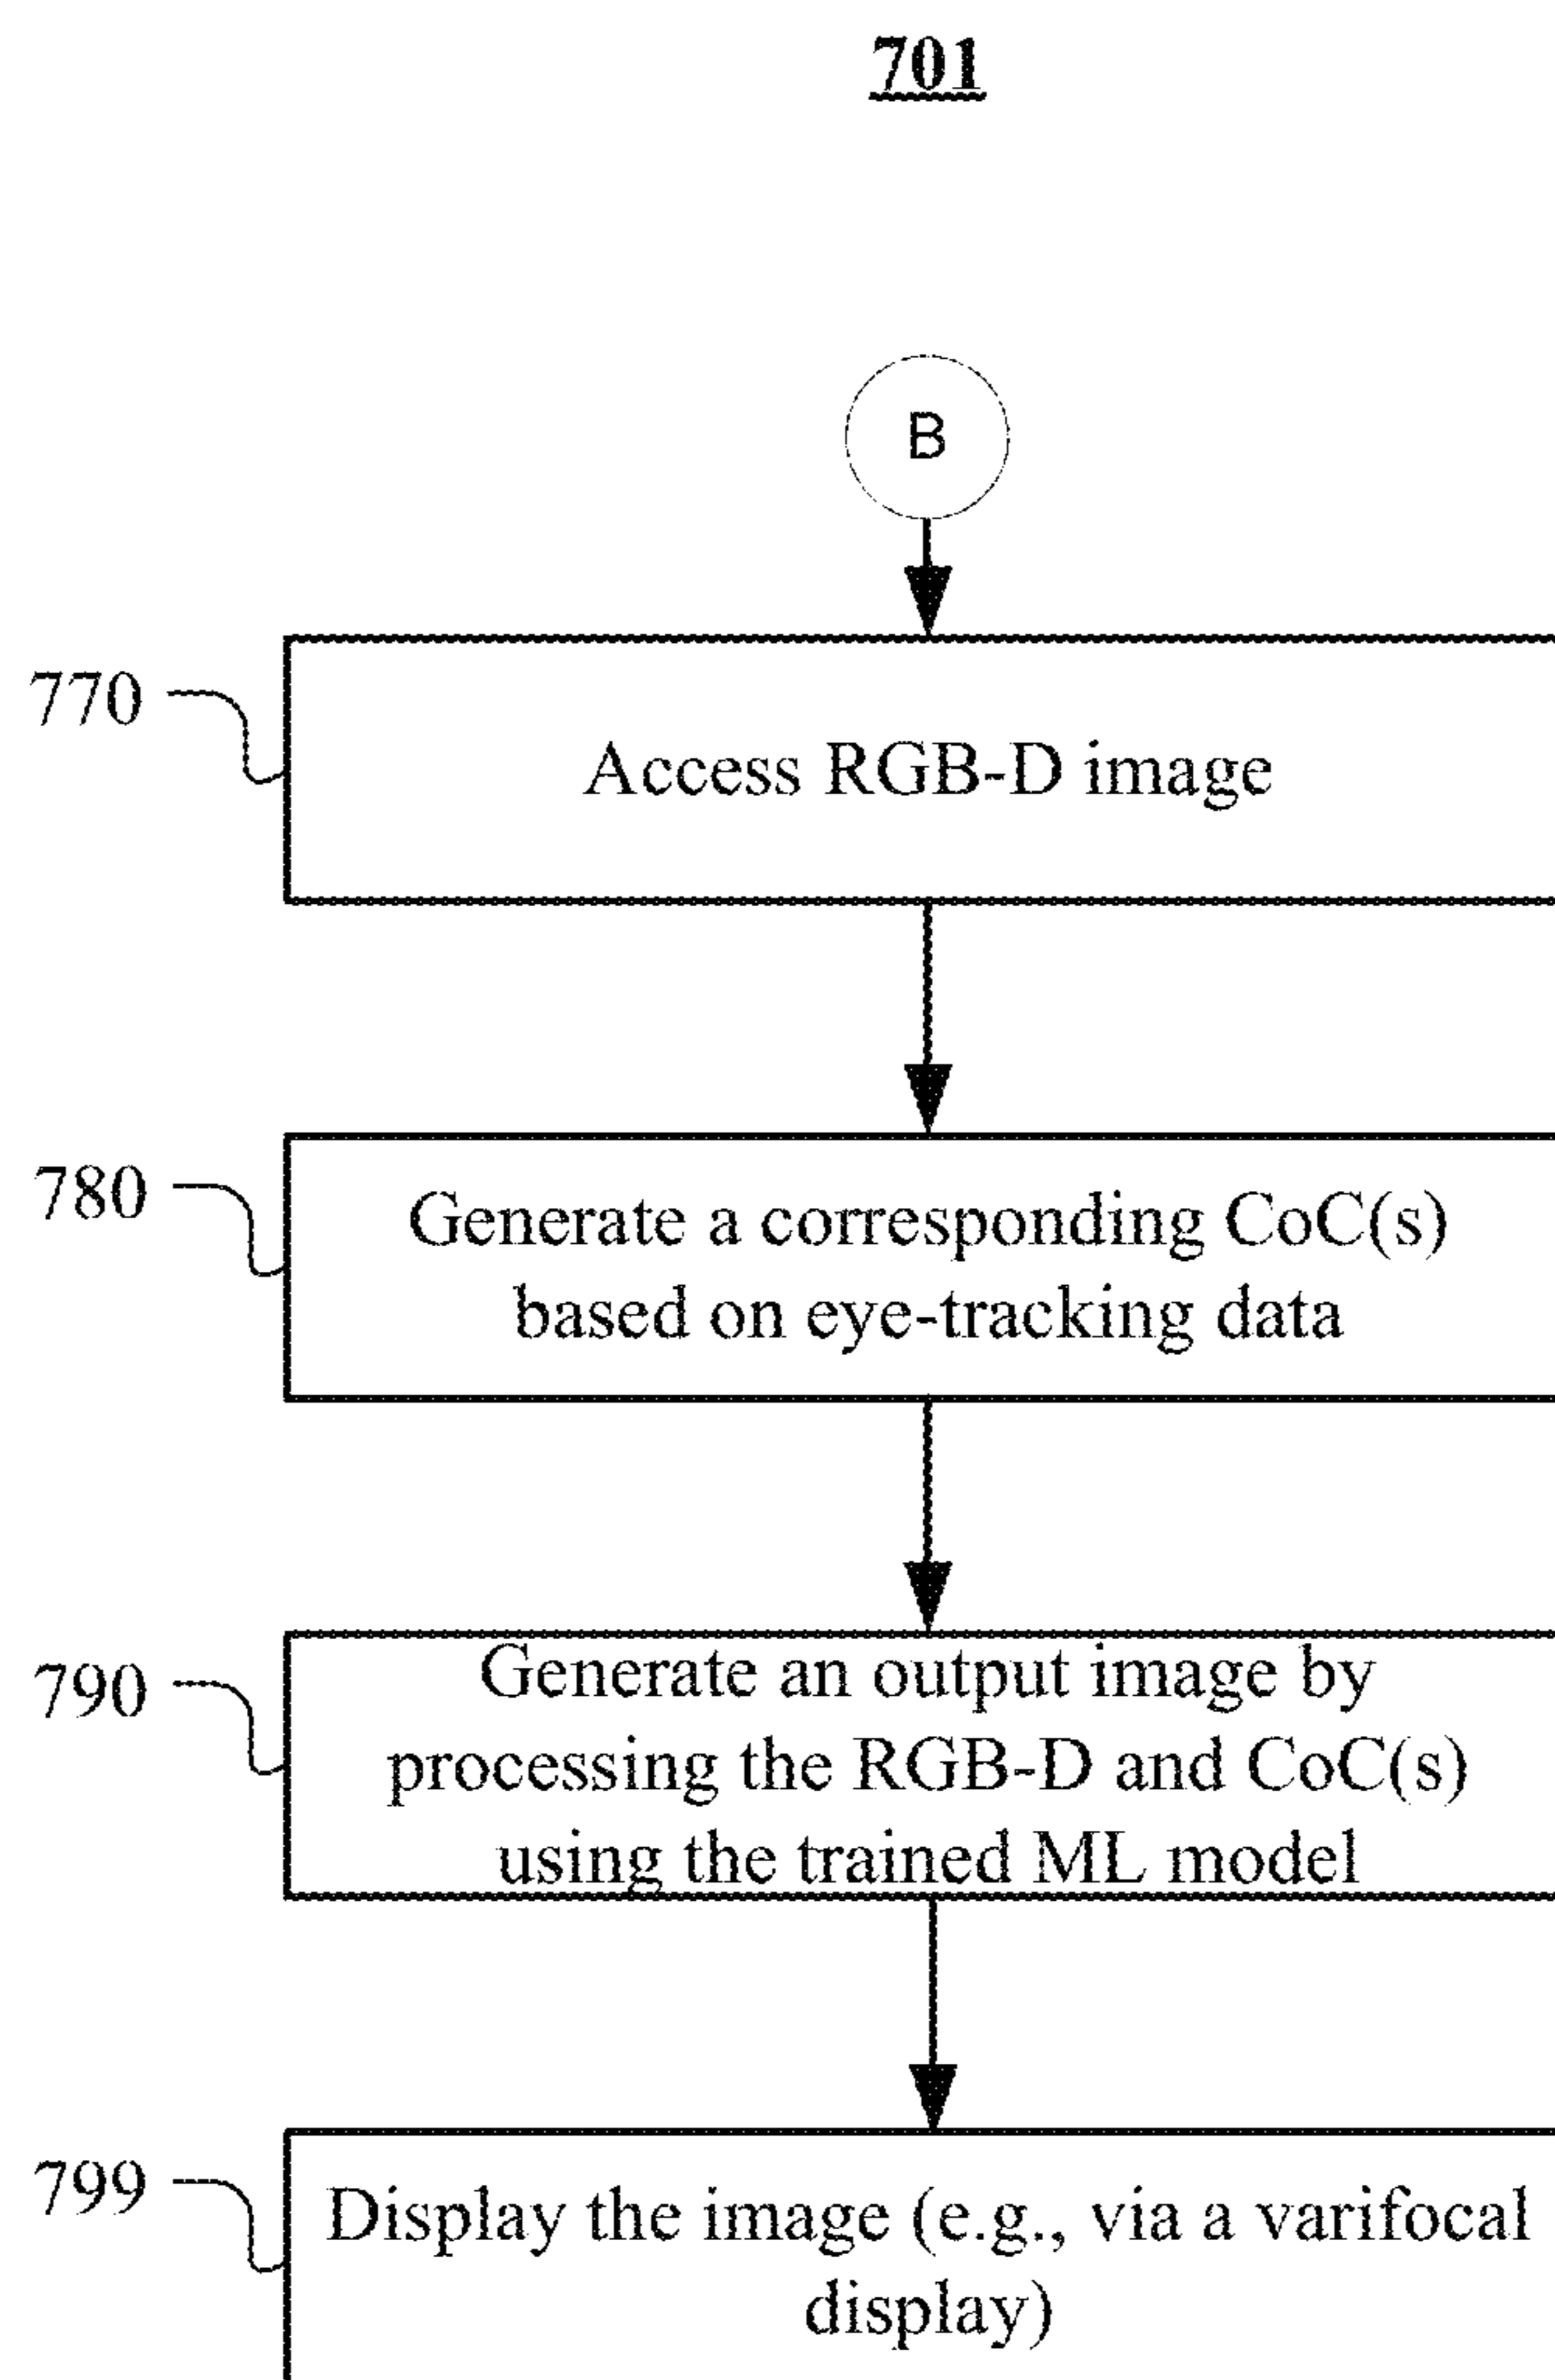 701
B
770
Access RGB-D image
780
Generate a corresponding CoC(s)
based on eye-tracking data
790
Generate an output image by
processing the RGB-D and CoC(s)
using the trained ML model
799
Display the image (e.g., via a varifocal
display)